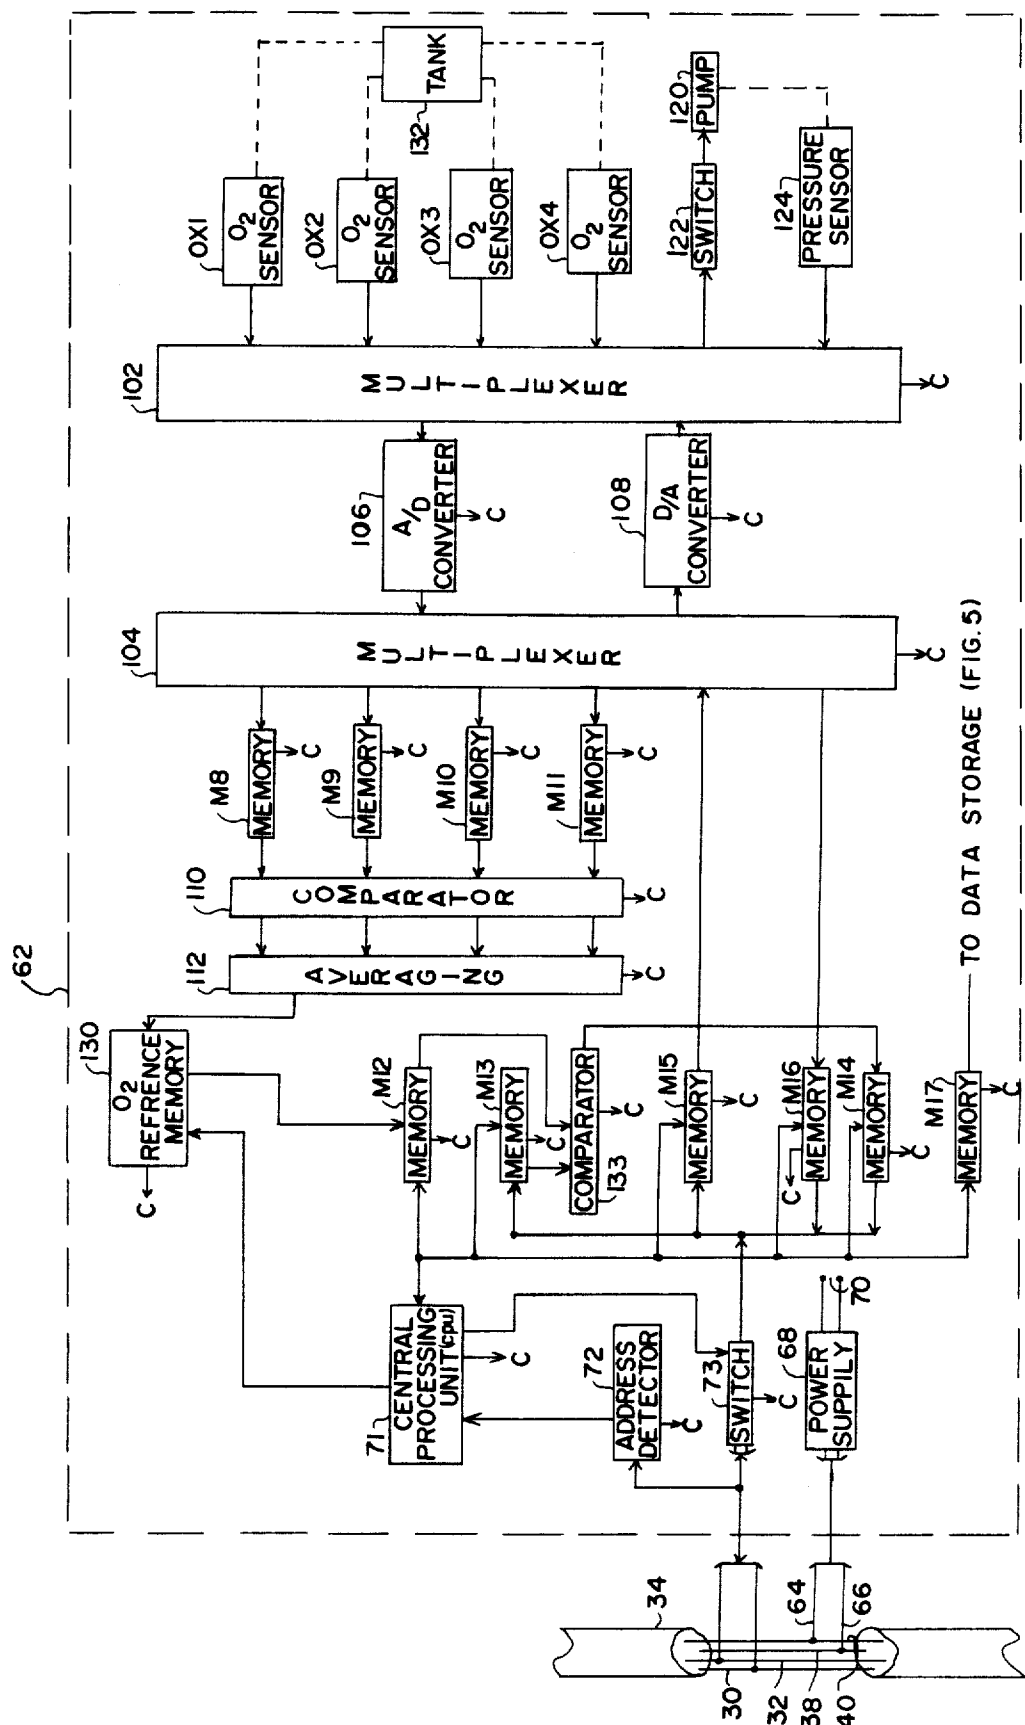 62
130
O2
REFRENCE
MEMORY
C
112
AVERAGING
C
110
COMPARATOR
C
M8
MEMORY
C
M9
MEMORY
C
M10
MEMORY
C
M11
MEMORY
C
104
MULTIPLEXER
C
106
A/D
CONVERTER
C
108
D/A
CONVERTER
C
102
MULTIPLEXER
C
OX1
O2
SENSOR
OX2
O2
SENSOR
OX3
O2
SENSOR
OX4
O2
SENSOR
132
TANK
122
SWITCH
120
PUMP
124
PRESSURE
SENSOR
71
CENTRAL
PROCESSING
UNIT(cpu)
C
M12
MEMORY
C
M13
MEMORY
C
COMPARATOR
133
C
M15
MEMORY
C
M16
MEMORY
C
M14
MEMORY
C
M17
MEMORY
C
TO DATA STORAGE (FIG.5)
72
ADDRESS
DETECTOR
C
73
SWITCH
C
68
POWER
SUPPILY
70
34
64
66
30
32
38
40